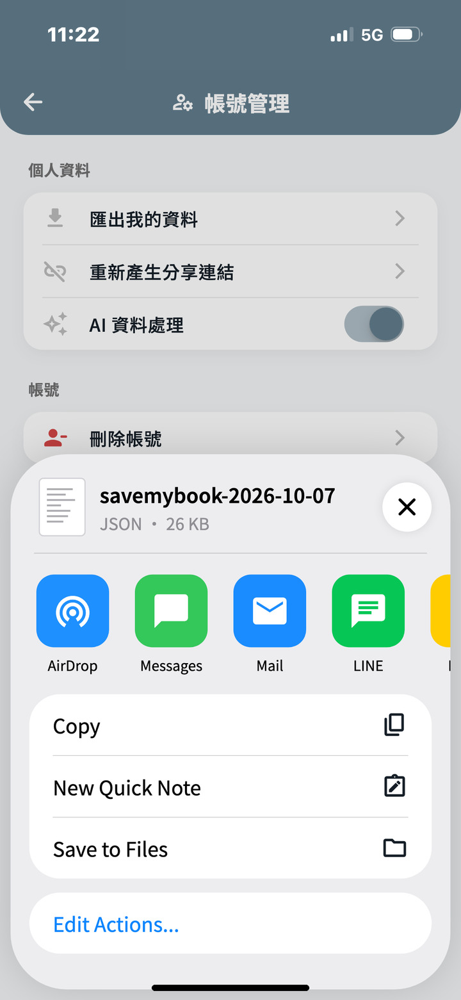 11:22
5G
帳號管理
個人資料
匯出我的資料
重新產生分享連結
AI 資料處理
帳號
刪除帳號
savemybook-2026-10-07
JSON • 26 KB
AirDrop
Messages
Mail
LINE
Copy
New Quick Note
Save to Files
Edit Actions...